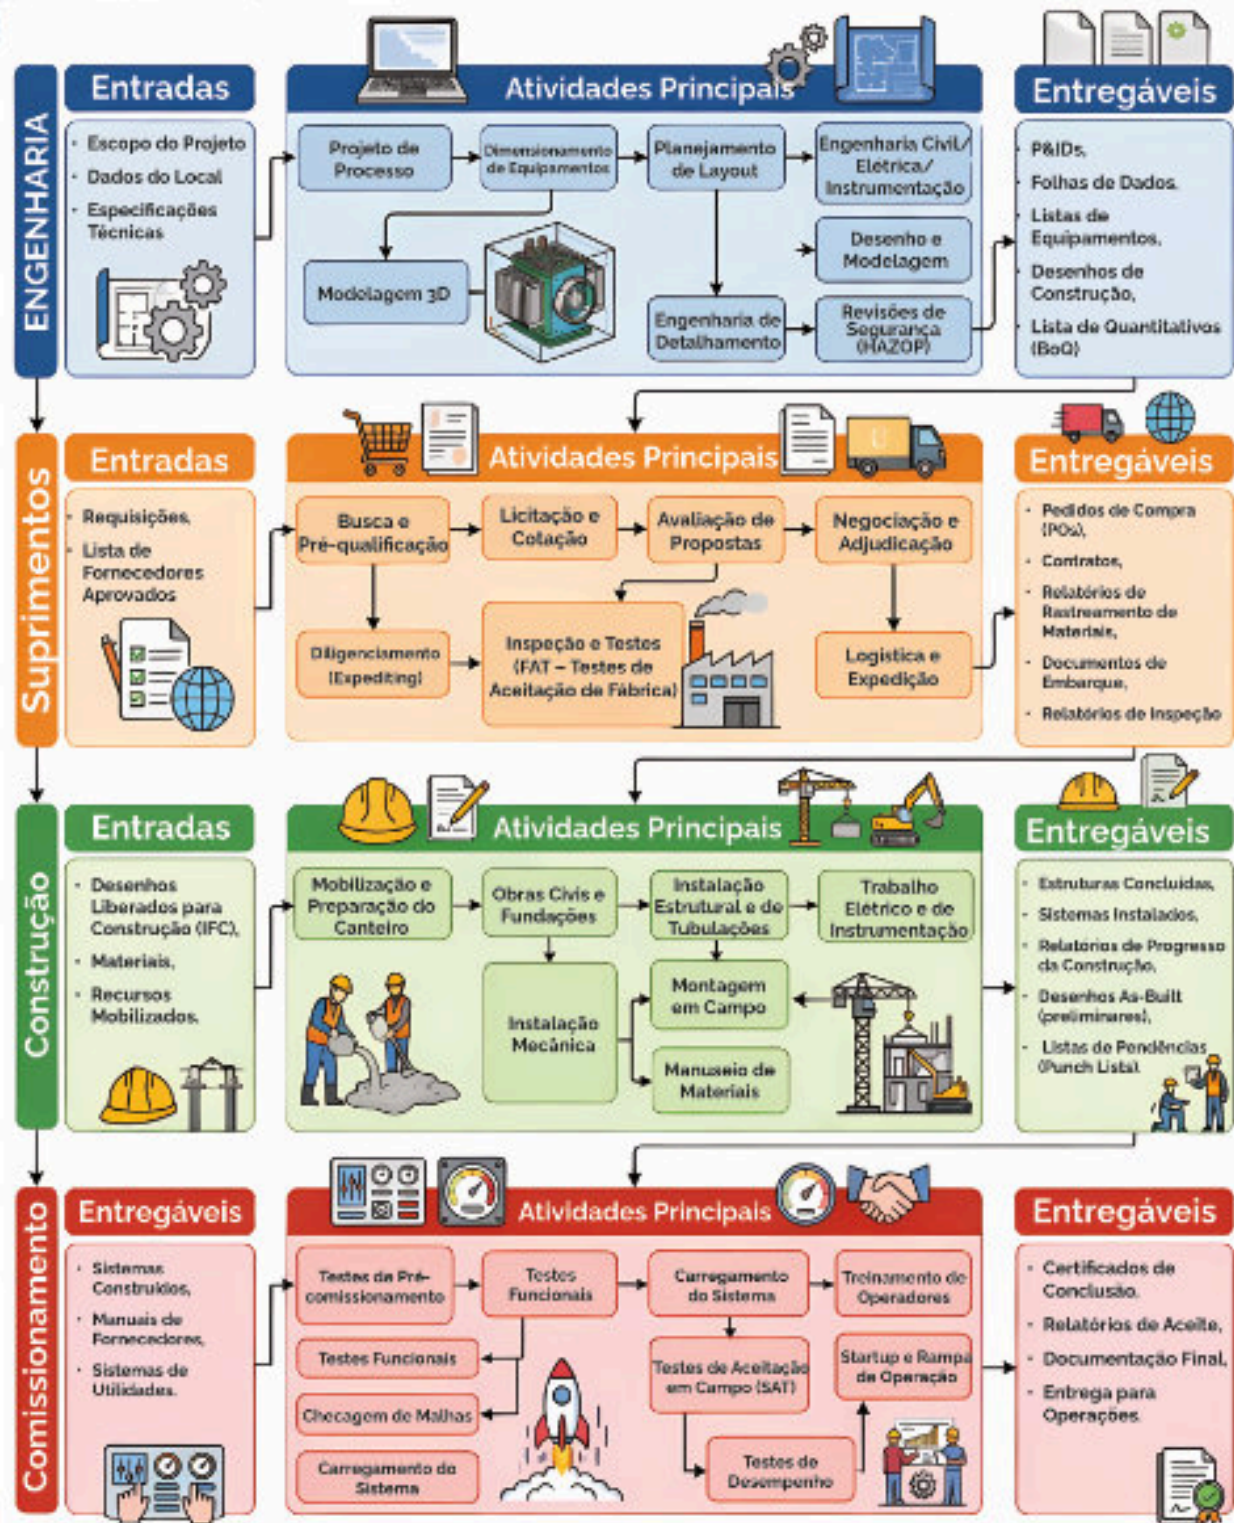 ENGENHARIA
Entradas
• Escopo do Projeto
• Dados do Local
• Especificações
Técnicas
Atividades Principais
Projeto de
Processo
Dimensionamento
de Equipamentos
Planejamento
de Layout
Engenharia Civil/
Elétrica/
Instrumentação
Modelagem 3D
Desenho e
Modelagem
Engenharia de
Detalhamento
Revisões de
Segurança
(HAZOP)
Entregáveis
• P&IDs,
• Folhas de Dados,
• Listas de
Equipamentos,
• Desenhos de
Construção,
• Lista de Quantitativos
(BoQ)
Suprimentos
Entradas
• Requisições,
• Lista de
Fornecedores
Aprovados
Atividades Principais
Busca e
Pré-qualificação
Licitação e
Cotação
Avaliação de
Propostas
Negociação e
Adjudicação
Diligenciamento
(Expediting)
Inspeção e Testes
(FAT – Testes de
Aceitação de Fábrica)
Logística e
Expedição
Entregáveis
• Pedidos de Compra
(POs),
• Contratos,
• Relatórios de
Rastreamento de
Materiais,
• Documentos de
Embarque,
• Relatórios de Inspeção
Construção
Entradas
• Desenhos
Liberados para
Construção (IFC),
• Materiais,
• Recursos
Mobilizados.
Atividades Principais
Mobilização e
Preparação do
Canteiro
Obras Civis e
Fundações
Instalação
Estrutural e de
Tubulações
Trabalho
Elétrico e de
Instrumentação
Instalação
Mecânica
Montagem
em Campo
Manuseio de
Materiais
Entregáveis
• Estruturas Concluídas,
• Sistemas Instalados,
• Relatórios de Progresso
da Construção,
• Desenhos As-Built
(preliminares),
• Listas de Pendências
(Punch Lists).
Comissionamento
Entregáveis
• Sistemas
Construídos,
• Manuais de
Fornecedores,
• Sistemas de
Utilidades.
Atividades Principais
Testes de Pré-
comissionamento
Testes
Funcionais
Carregamento
do Sistema
Treinamento de
Operadores
Testes Funcionais
Checagem de Malhas
Carregamento do
Sistema
Testes de Aceitação
em Campo (SAT)
Startup e Rampa
de Operação
Testes de
Desempenho
Entregáveis
• Certificados de
Conclusão,
• Relatórios de Aceite,
• Documentação Final,
• Entrega para
Operações.